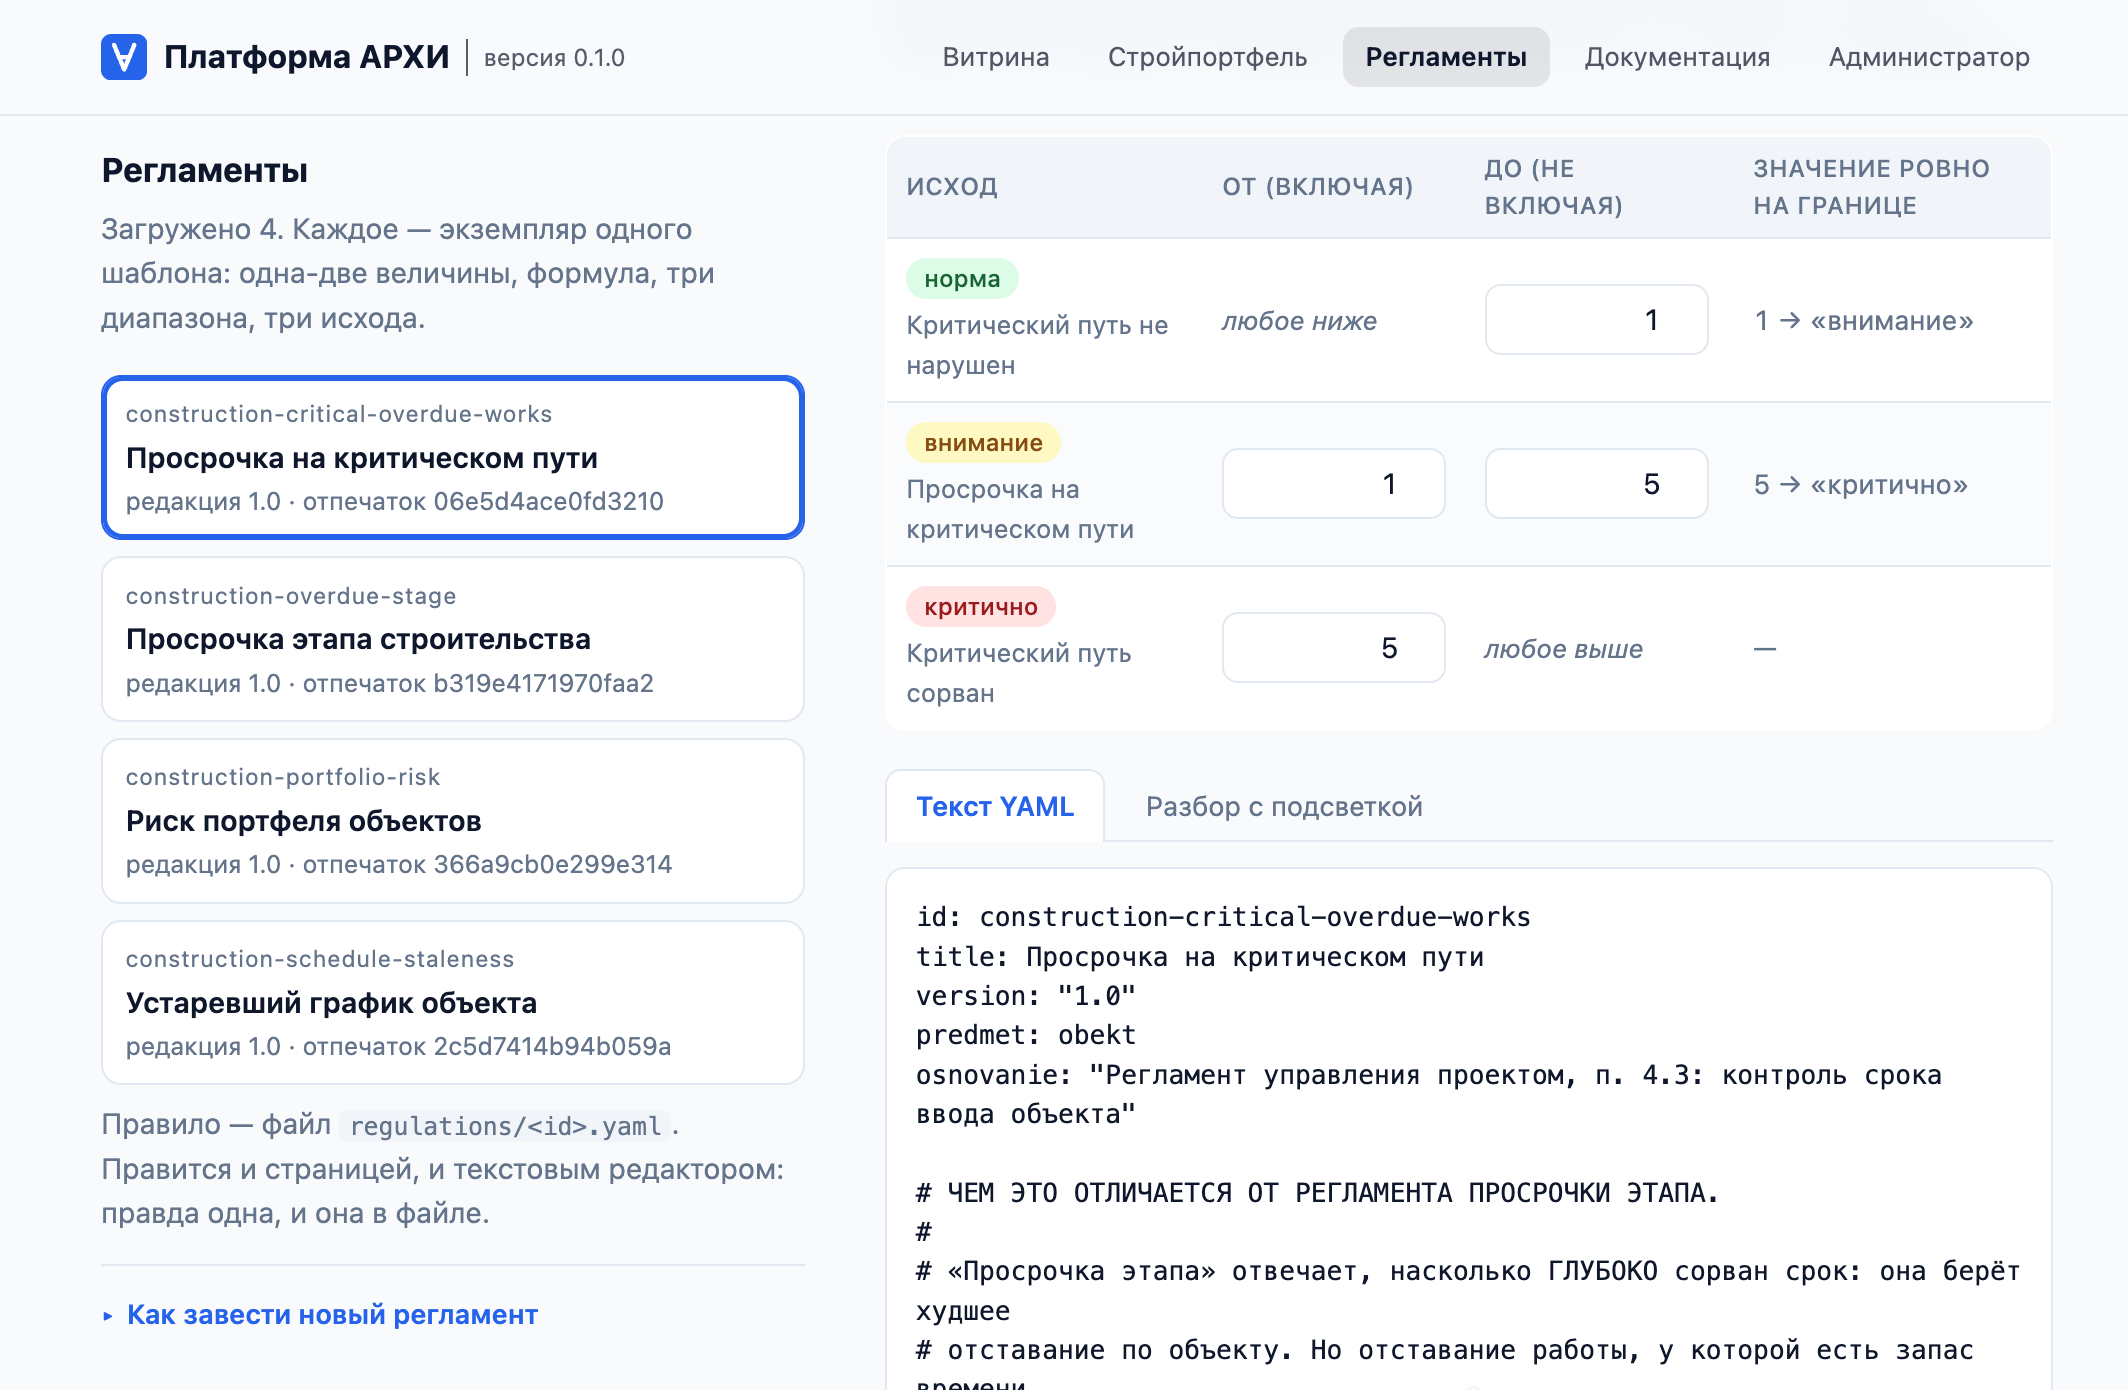 Платформа АРХИ
версия 0.1.0
Витрина
Стройпортфель
Регламенты
Документация
Администратор
Регламенты
Загружено 4. Каждое — экземпляр одного
шаблона: одна-две величины, формула, три
диапазона, три исхода.
construction-critical-overdue-works
Просрочка на критическом пути
редакция 1.0 · отпечаток 06e5d4ace0fd3210
construction-overdue-stage
Просрочка этапа строительства
редакция 1.0 · отпечаток b319e4171970faa2
construction-portfolio-risk
Риск портфеля объектов
редакция 1.0 · отпечаток 366a9cb0e299e314
construction-schedule-staleness
Устаревший график объекта
редакция 1.0 · отпечаток 2c5d7414b94b059a
Правило — файл regulations/<id>.yaml.
Правится и страницей, и текстовым редактором:
правда одна, и она в файле.
▸ Как завести новый регламент
ИСХОД
ОТ (ВКЛЮЧАЯ)
ДО (НЕ
ВКЛЮЧАЯ)
ЗНАЧЕНИЕ РОВНО
НА ГРАНИЦЕ
норма
Критический путь не
нарушен
любое ниже
1
1 → «внимание»
внимание
Просрочка на
критическом пути
1
5
5 → «критично»
критично
Критический путь
сорван
5
любое выше
—
Текст YAML
Разбор с подсветкой
id: construction-critical-overdue-works
title: Просрочка на критическом пути
version: "1.0"
predmet: obekt
osnovanie: "Регламент управления проектом, п. 4.3: контроль срока
ввода объекта"
# ЧЕМ ЭТО ОТЛИЧАЕТСЯ ОТ РЕГЛАМЕНТА ПРОСРОЧКИ ЭТАПА.
#
# «Просрочка этапа» отвечает, насколько ГЛУБОКО сорван срок: она берёт
худшее
# отставание по объекту. Но отставание работы, у которой есть запас
времени